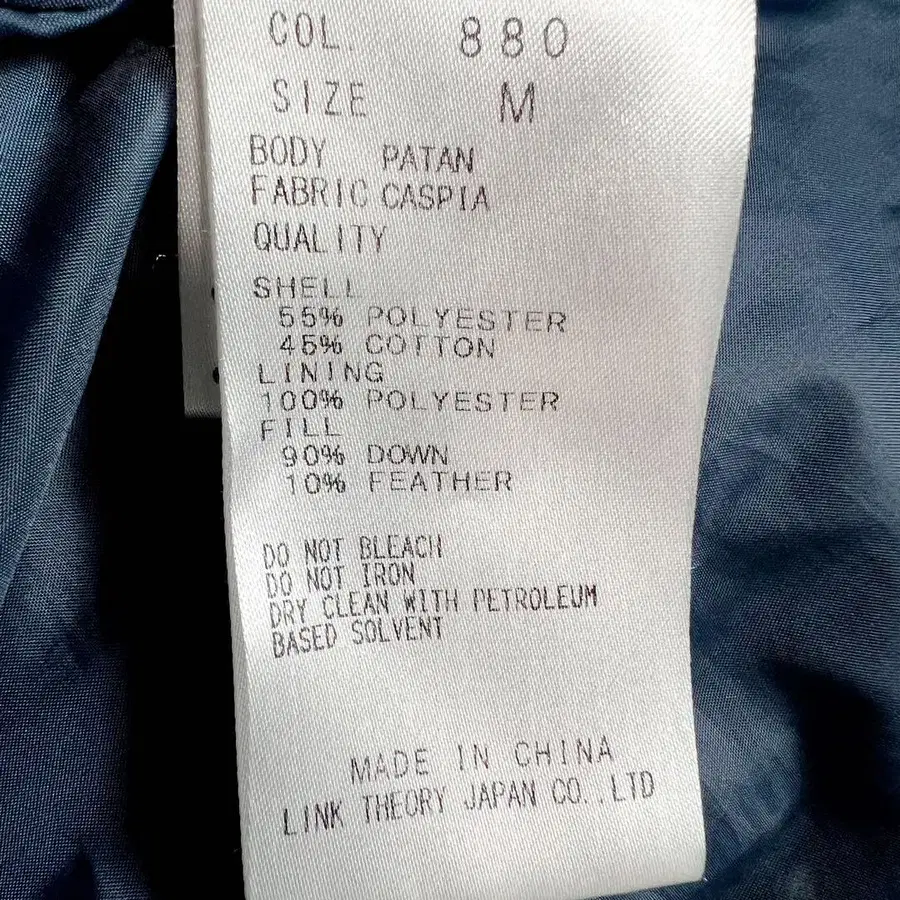 COL. 880
SIZE M
BODY PATAN
FABRIC CASPIA
QUALITY
SHELL
55% POLYESTER
45% COTTON
LINING
100% POLYESTER
FILL
90% DOWN
10% FEATHER
DO NOT BLEACH
DO NOT IRON
DRY CLEAN WITH PETROLEUM
BASED SOLVENT
MADE IN CHINA
LINK THEORY JAPAN CO.,LTD